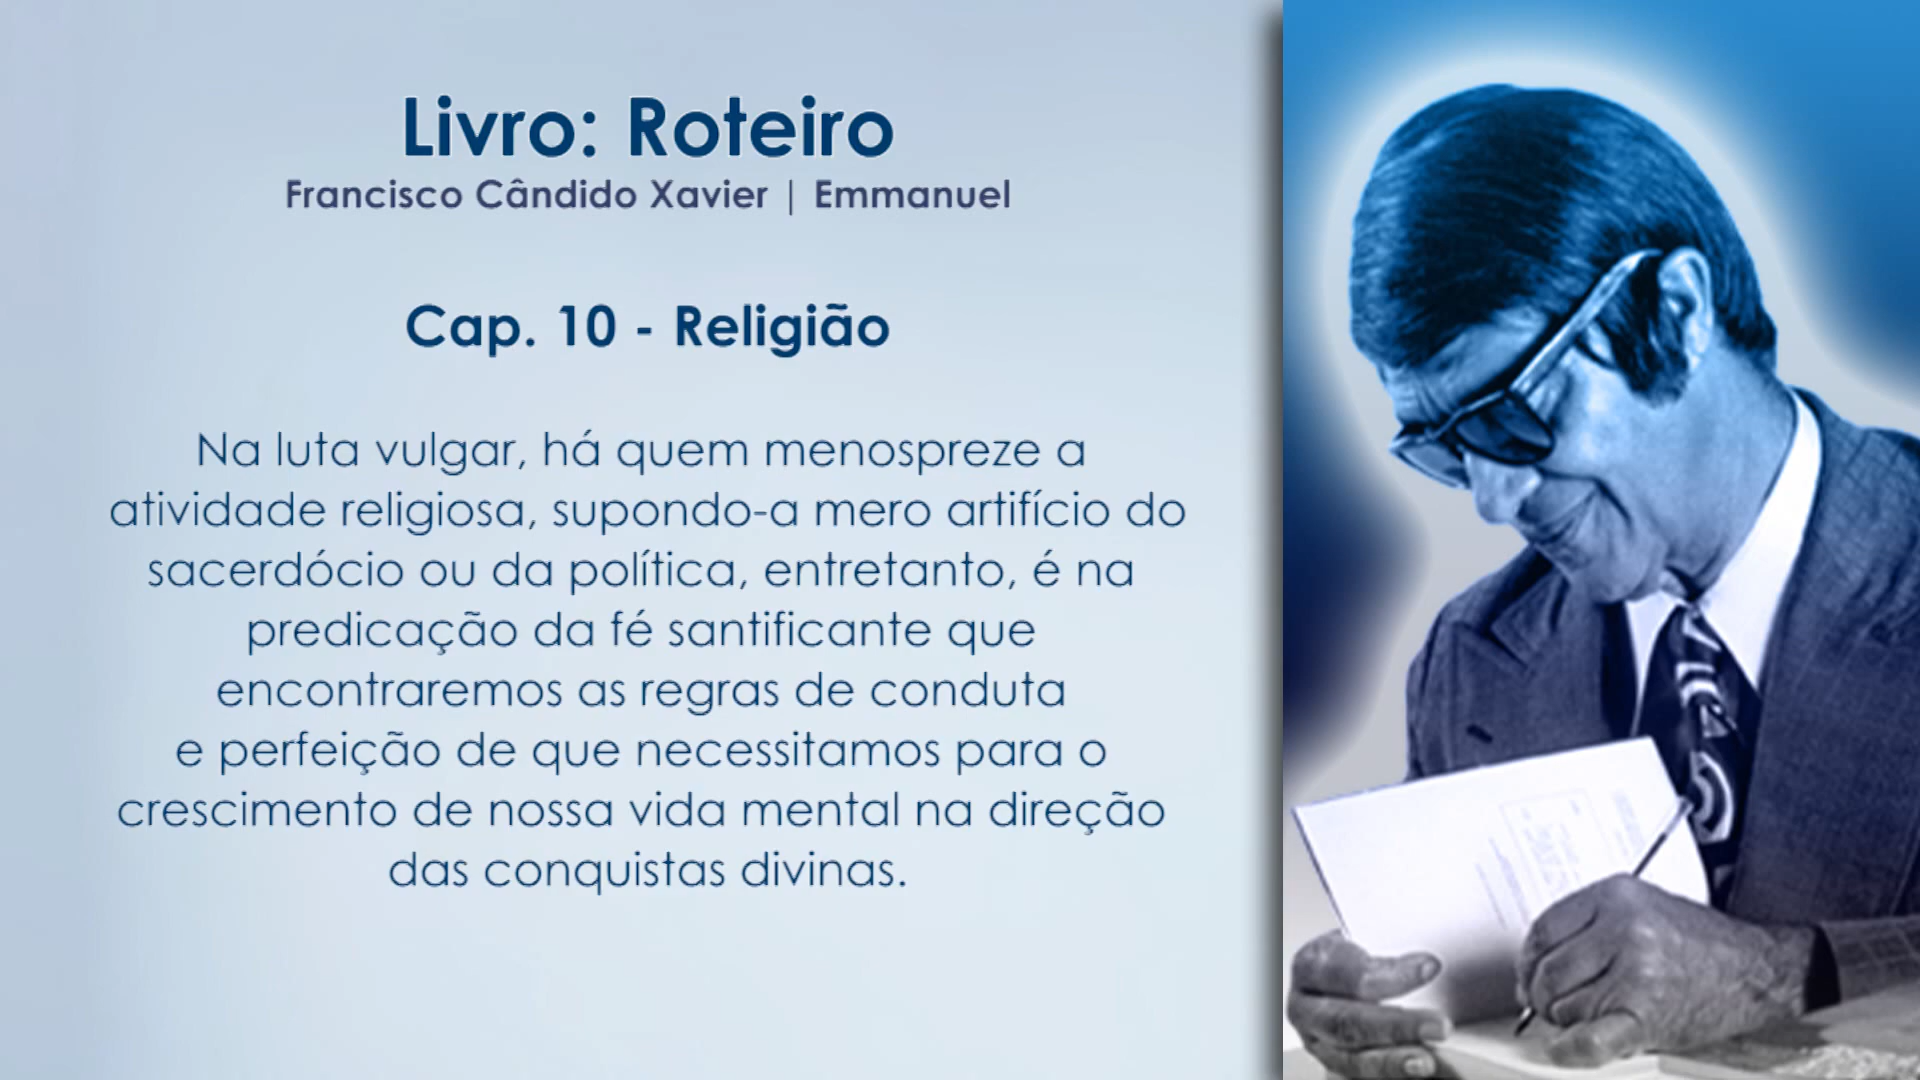 Livro: Roteiro
Francisco Cândido Xavier | Emmanuel
Cap. 10 - Religião
Na luta vulgar, há quem menospreze a
atividade religiosa, supondo-a mero artifício do
sacerdócio ou da política, entretanto, é na
predicação da fé santificante que
encontraremos as regras de conduta
e perfeição de que necessitamos para o
crescimento de nossa vida mental na direção
das conquistas divinas.